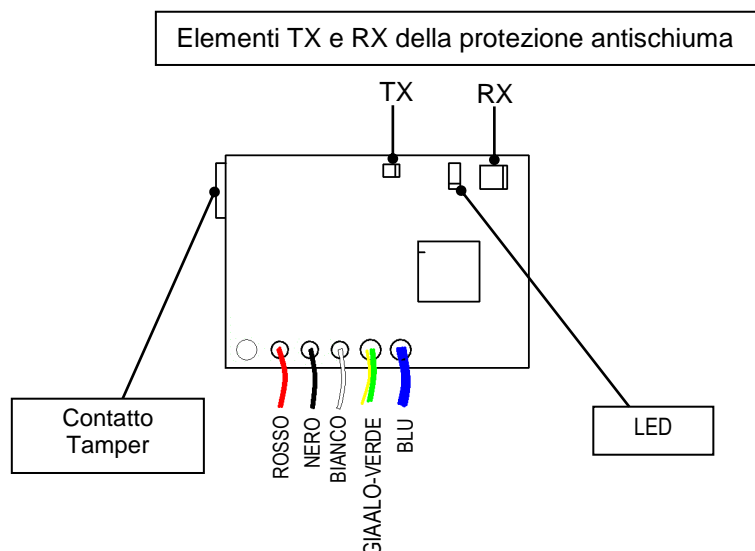 Elementi TX e RX della protezione antischiuma
TX
RX
Contatto
Tamper
ROSSO
NERO
BIANCO
GIAALO-VERDE
BLU
LED